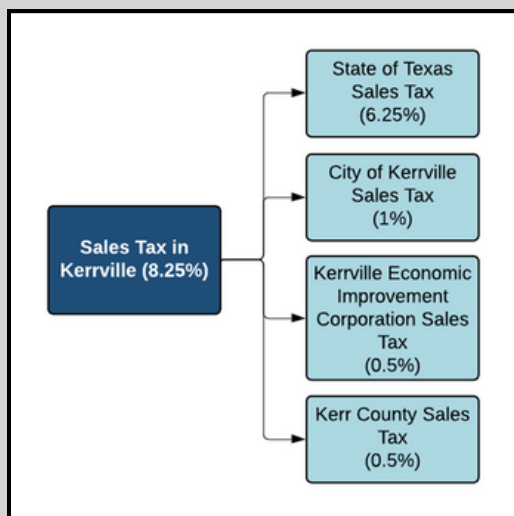 State of Texas
Sales Tax
(6.25%)
City of Kerrville
Sales Tax
(1%)
Sales Tax in
Kerrville (8.25%)
Kerrville Economic
Improvement
Corporation Sales
Tax
(0.5%)
Kerr County Sales
Tax
(0.5%)